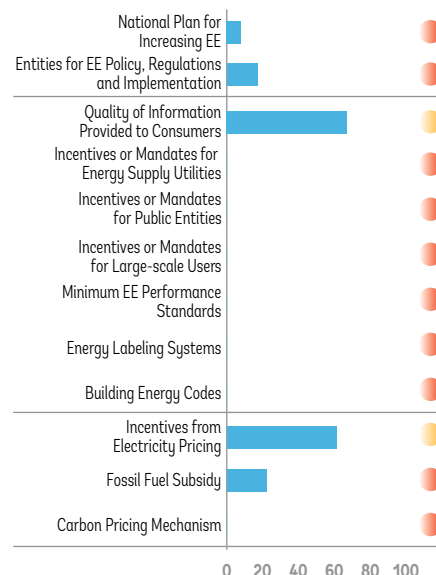 National Plan for
Increasing EE
Entities for EE Policy, Regulations
and Implementation
Quality of Information
Provided to Consumers
Incentives or Mandates for
Energy Supply Utilities
Incentives or Mandates
for Public Entities
Incentives or Mandates
for Large-scale Users
Minimum EE Performance
Standards
Energy Labeling Systems
Building Energy Codes
Incentives from
Electricity Pricing
Fossil Fuel Subsidy
Carbon Pricing Mechanism
0 20 40 60 80 100